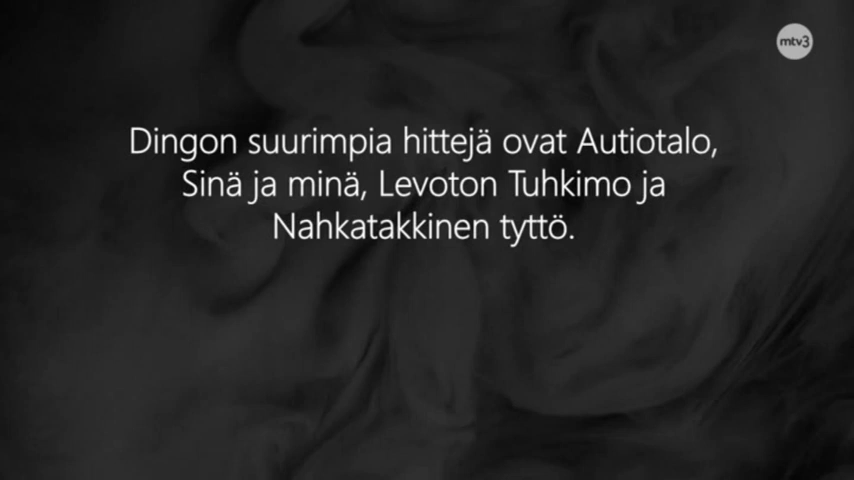 mtv3
Dingon suurimpia hittejä ovat Autiotalo,
Sinä ja minä, Levoton Tuhkimo ja
Nahkatakkinen tyttö.